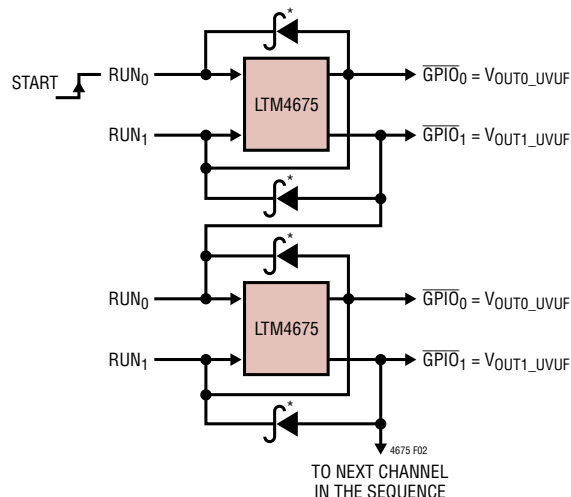 *
START
RUN0
LTM4675
GPIO0 = VOUT0_UVUF
RUN1
GPIO1 = VOUT1_UVUF
*
*
RUN0
LTM4675
GPIO0 = VOUT0_UVUF
RUN1
GPIO1 = VOUT1_UVUF
*
4675 F02
TO NEXT CHANNEL
IN THE SEQUENCE